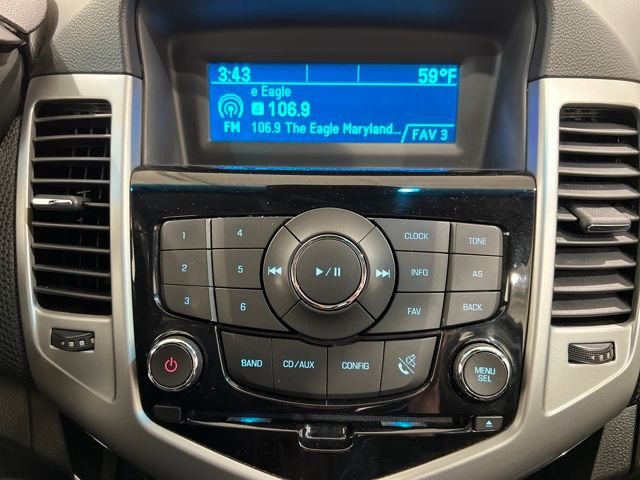 3:43 59°F
e Eagle
106.9
FM 106.9 The Eagle Maryland... FAV 3
1 4 CLOCK TONE
2 5 INFO AS
3 6 FAV BACK
BAND CD/AUX CONFIG MENU SEL